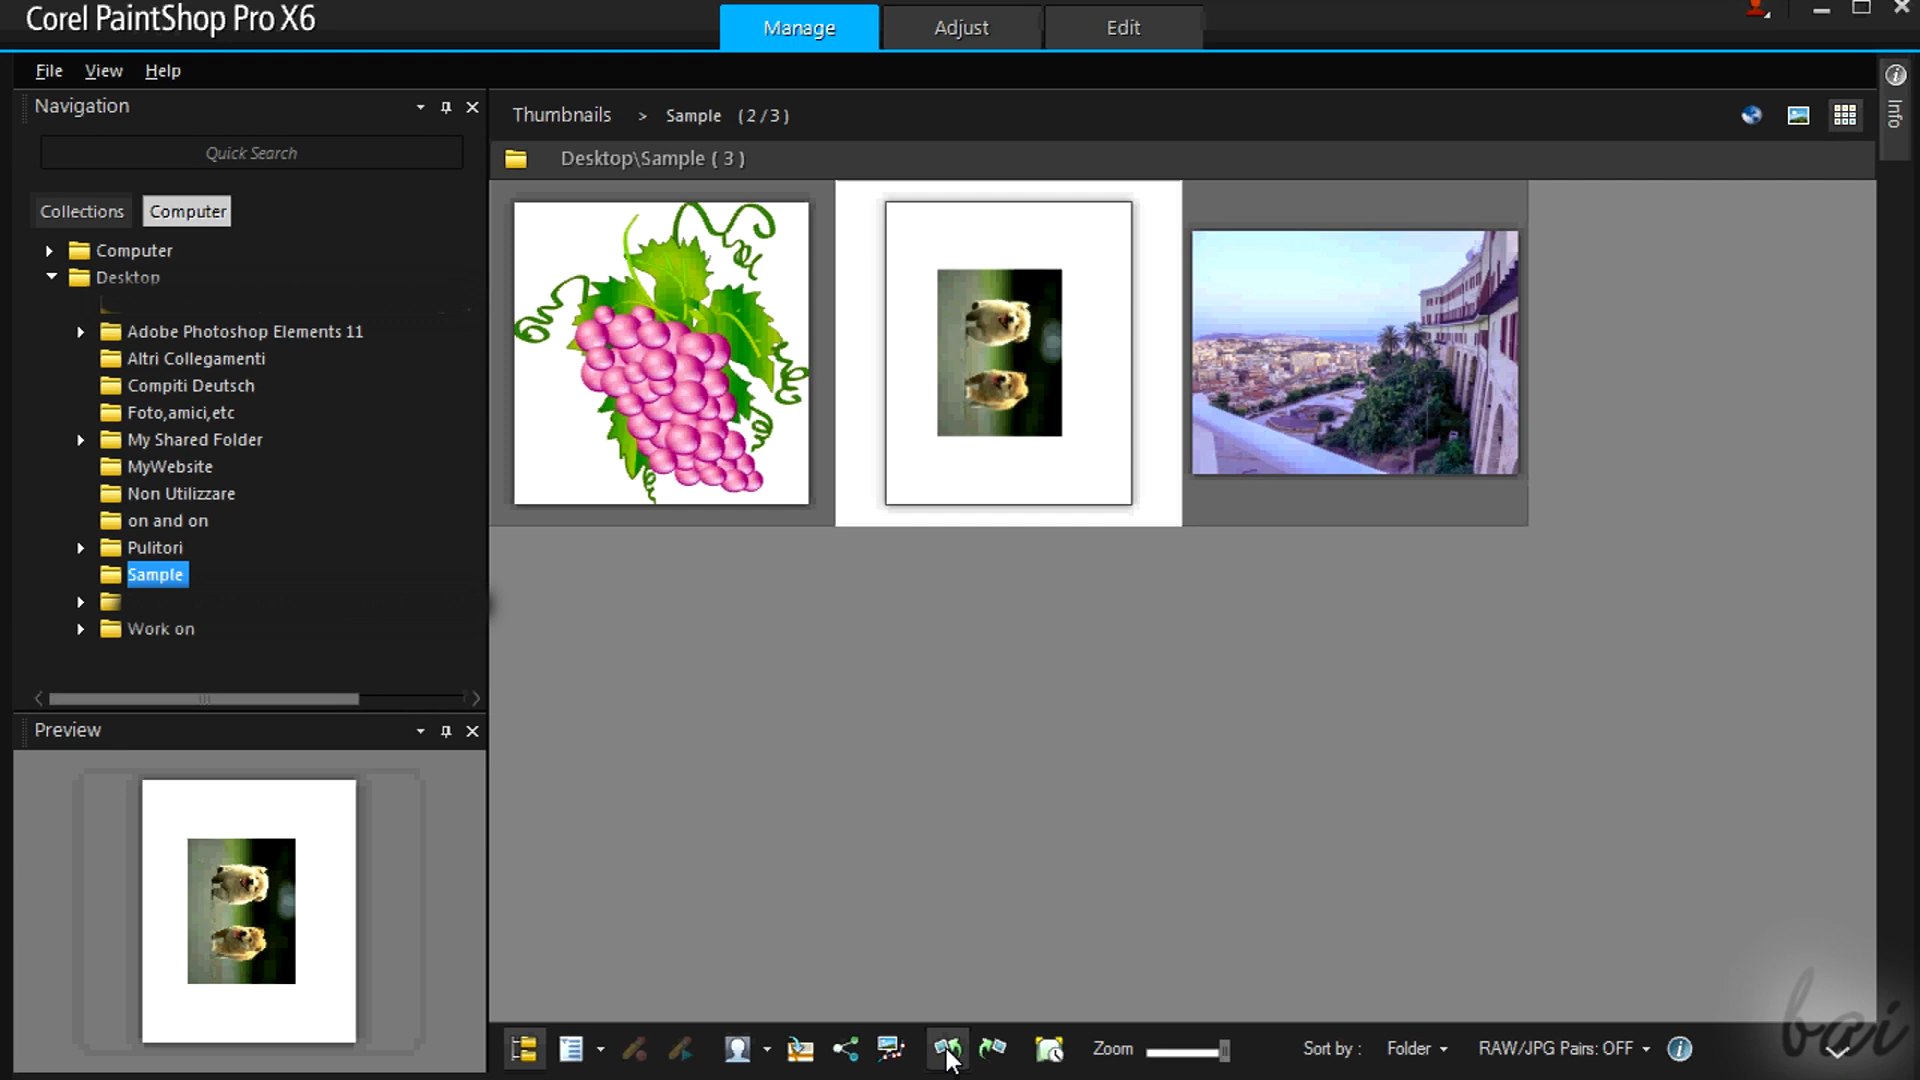 Corel PaintShop Pro X6
Manage
Adjust
Edit
File View Help
Navigation
Quick Search
Collections Computer
Computer
Desktop
Adobe Photoshop Elements 11
Altri Collegamenti
Compiti Deutsch
Foto,amici,etc
My Shared Folder
MyWebsite
Non Utilizzare
on and on
Pulitori
Sample
Work on
Preview
Thumbnails > Sample (2/3)
Desktop\Sample ( 3 )
Info
Zoom
Sort by : Folder
RAW/JPG Pairs: OFF
bai